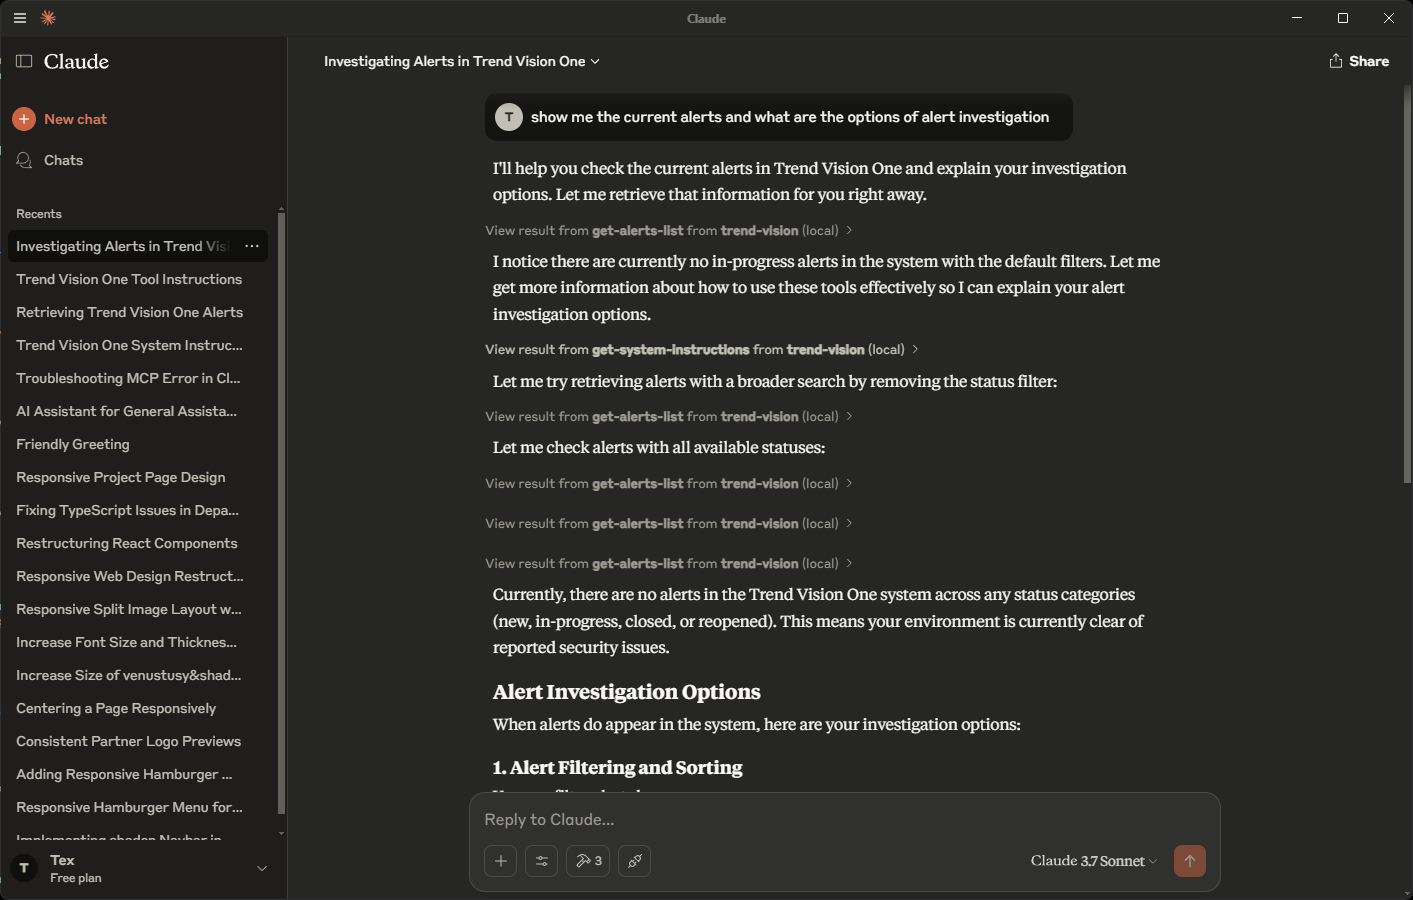 Claude
Claude
New chat
Chats
Recents
Investigating Alerts in Trend Visi
Trend Vision One Tool Instructions
Retrieving Trend Vision One Alerts
Trend Vision One System Instruc...
Troubleshooting MCP Error in Cl...
AI Assistant for General Assista...
Friendly Greeting
Responsive Project Page Design
Fixing TypeScript Issues in Depa...
Restructuring React Components
Responsive Web Design Restruct...
Responsive Split Image Layout w...
Increase Font Size and Thicknes...
Increase Size of venustusy&shad...
Centering a Page Responsively
Consistent Partner Logo Previews
Adding Responsive Hamburger ...
Responsive Hamburger Menu for...
T
Tex
Free plan
Investigating Alerts in Trend Vision One
Share
T
show me the current alerts and what are the options of alert investigation
I'll help you check the current alerts in Trend Vision One and explain your investigation
options. Let me retrieve that information for you right away.
View result from get-alerts-list from trend-vision (local)
I notice there are currently no in-progress alerts in the system with the default filters. Let me
get more information about how to use these tools effectively so I can explain your alert
investigation options.
View result from get-system-instructions from trend-vision (local)
Let me try retrieving alerts with a broader search by removing the status filter:
View result from get-alerts-list from trend-vision (local)
Let me check alerts with all available statuses:
View result from get-alerts-list from trend-vision (local)
View result from get-alerts-list from trend-vision (local)
View result from get-alerts-list from trend-vision (local)
Currently, there are no alerts in the Trend Vision One system across any status categories
(new, in-progress, closed, or reopened). This means your environment is currently clear of
reported security issues.
Alert Investigation Options
When alerts do appear in the system, here are your investigation options:
1. Alert Filtering and Sorting
Reply to Claude...
3
Claude 3.7 Sonnet